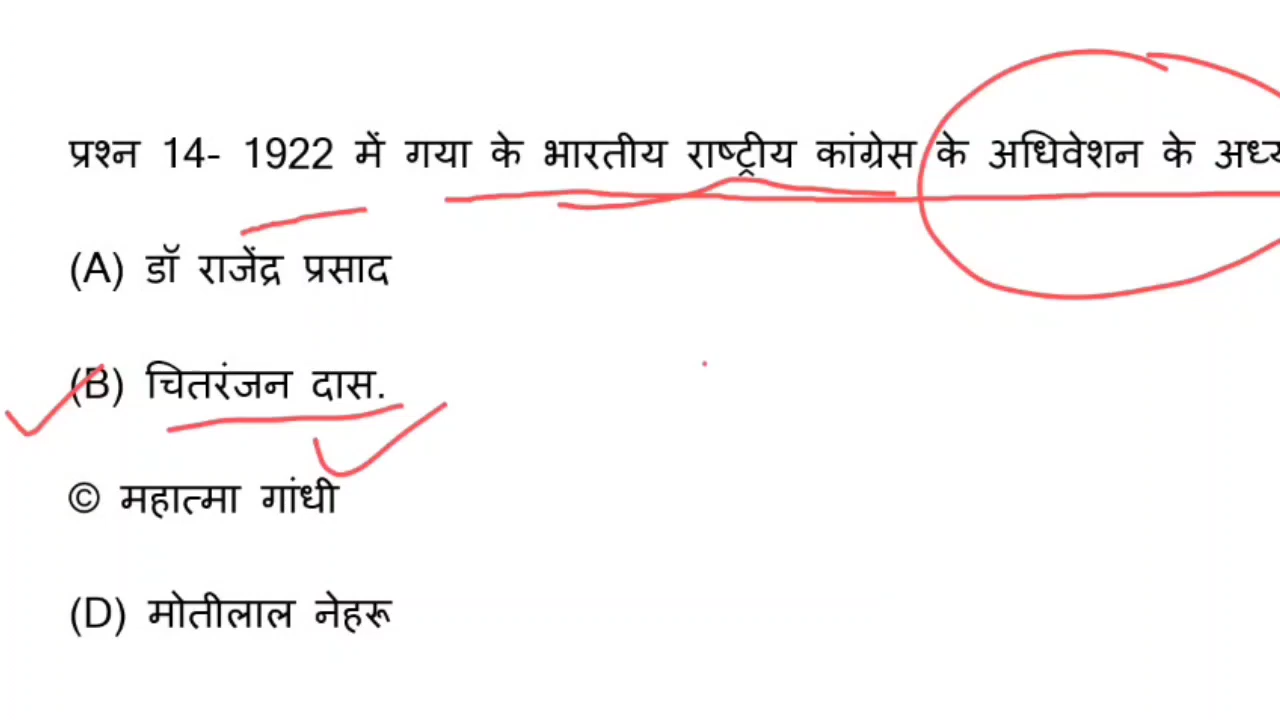 प्रश्न 14- 1922 में गया के भारतीय राष्ट्रीय कांग्रेस के अधिवेशन के
(A) डॉ राजेंद्र प्रसाद
(B) चितरंजन दास.
© महात्मा गांधी
(D) मोतीलाल नेहरू